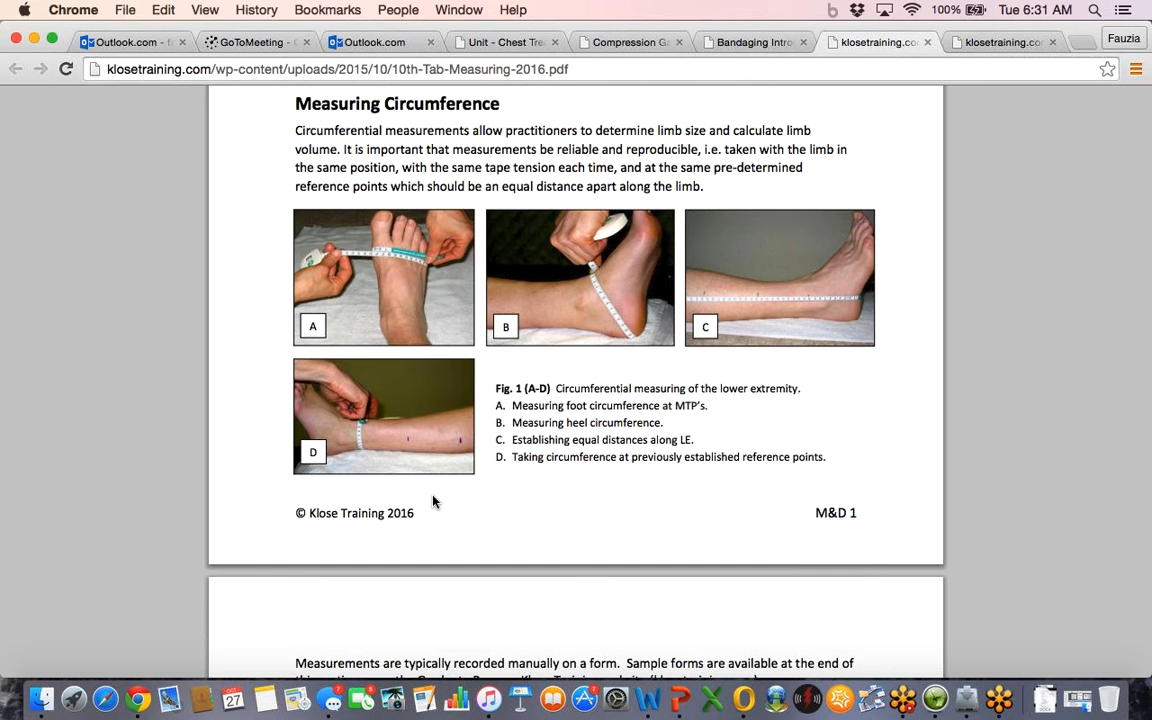 Chrome File Edit View History Bookmarks People Window Help 100% Tue 6:31 AM
Outlook.com - f GoToMeeting - Outlook.com Unit - Chest Tre Compression Ga Bandaging Intro klosetraining.co klosetraining.co Fauzia
klosetraining.com/wp-content/uploads/2015/10/10th-Tab-Measuring-2016.pdf
Measuring Circumference
Circumferential measurements allow practitioners to determine limb size and calculate limb
volume. It is important that measurements be reliable and reproducible, i.e. taken with the limb in
the same position, with the same tape tension each time, and at the same pre-determined
reference points which should be an equal distance apart along the limb.
A
B
C
D
Fig. 1 (A-D) Circumferential measuring of the lower extremity.
A. Measuring foot circumference at MTP's.
B. Measuring heel circumference.
C. Establishing equal distances along LE.
D. Taking circumference at previously established reference points.
© Klose Training 2016 M&D 1
Measurements are typically recorded manually on a form. Sample forms are available at the end of